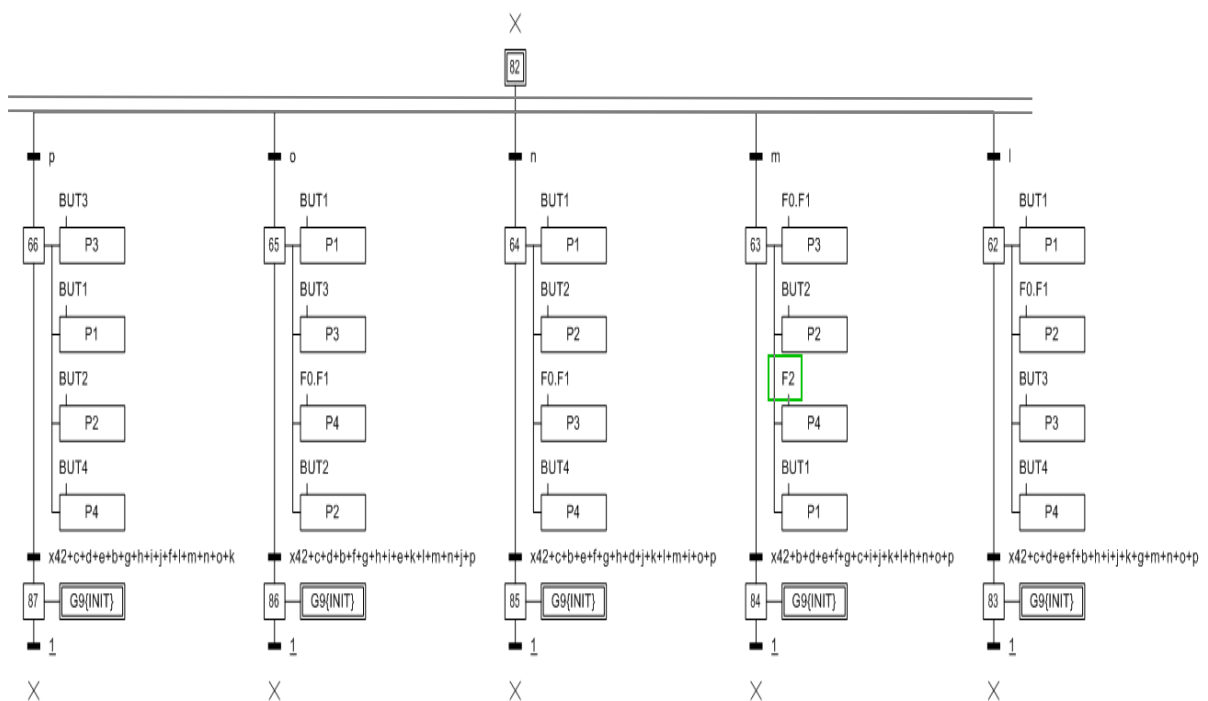 82
p o n m l
BUT3 BUT1 BUT1 F0.F1 BUT1
66 P3 65 P1 64 P1 63 P3 62 P1
BUT1 BUT3 BUT2 BUT2 F0.F1
P1 P3 P2 P2 P2
BUT2 F0.F1 F0.F1 F2 BUT3
P2 P4 P3 P4 P3
BUT4 BUT2 BUT4 BUT1 BUT4
P4 P2 P4 P1 P4
x42+c+d+e+b+g+h+i+j+f+l+m+n+o+k x42+c+d+b+f+g+h+i+e+k+l+m+n+j+p x42+c+b+e+f+g+h+d+j+k+l+m+i+o+p x42+b+d+e+f+g+c+i+j+k+l+h+n+o+p x42+c+d+e+f+b+h+i+j+k+g+m+n+o+p
87 G9{INIT} 86 G9{INIT} 85 G9{INIT} 84 G9{INIT} 83 G9{INIT}
1 1 1 1 1